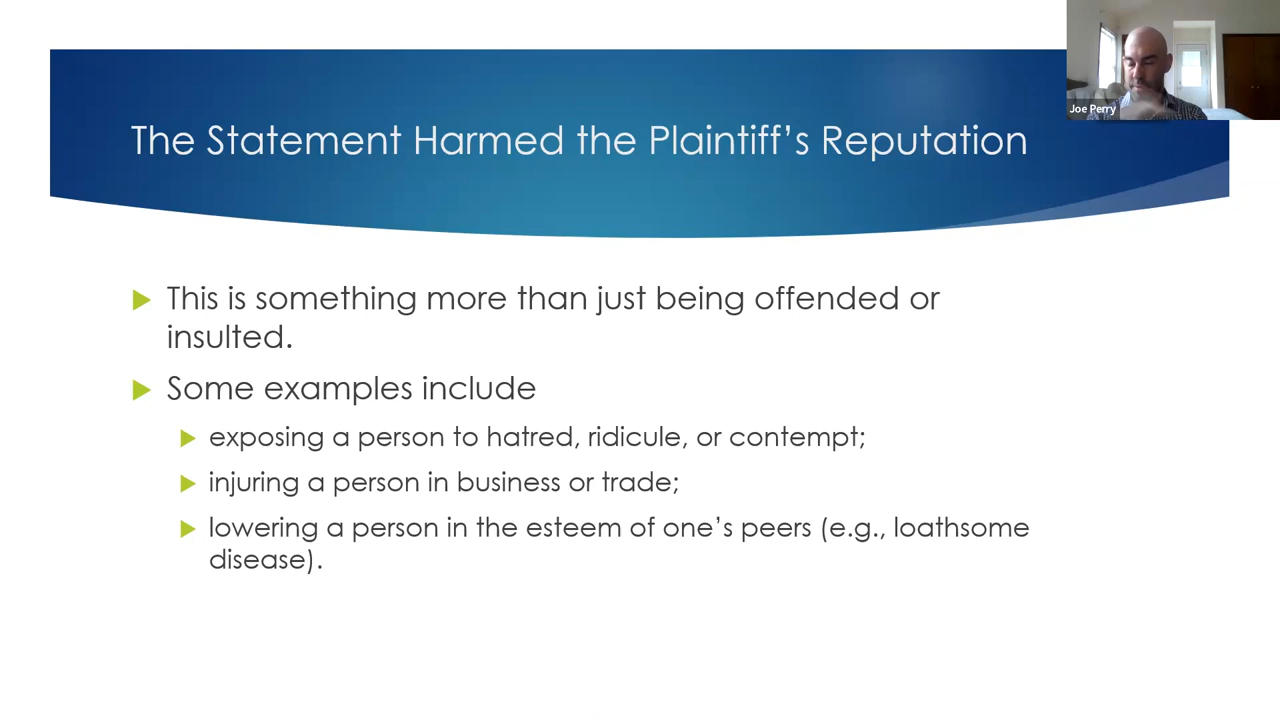 Joe Perry
The Statement Harmed the Plaintiff’s Reputation
This is something more than just being offended or
insulted.
Some examples include
exposing a person to hatred, ridicule, or contempt;
injuring a person in business or trade;
lowering a person in the esteem of one’s peers (e.g., loathsome
disease).